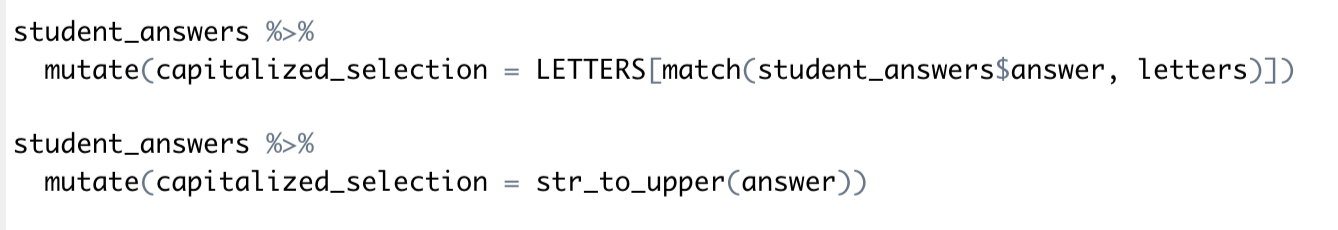 student_answers %>%
  mutate(capitalized_selection = LETTERS[match(student_answers$answer, letters)])
student_answers %>%
  mutate(capitalized_selection = str_to_upper(answer))